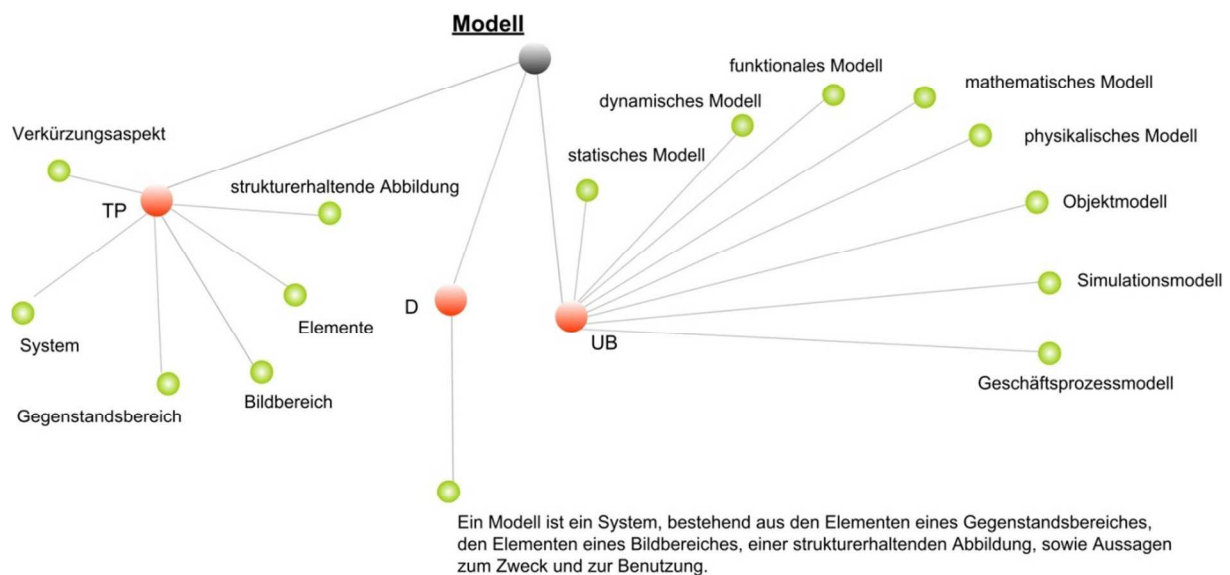 Modell
funktionales Modell
mathematisches Modell
dynamisches Modell
Verkürzungsaspekt
physikalisches Modell
statisches Modell
strukturerhaltende Abbildung
TP
Objektmodell
Simulationsmodell
D
Elemente
UB
System
Geschäftsprozessmodell
Bildbereich
Gegenstandsbereich
Ein Modell ist ein System, bestehend aus den Elementen eines Gegenstandsbereiches,
den Elementen eines Bildbereiches, einer strukturerhaltenden Abbildung, sowie Aussagen
zum Zweck und zur Benutzung.